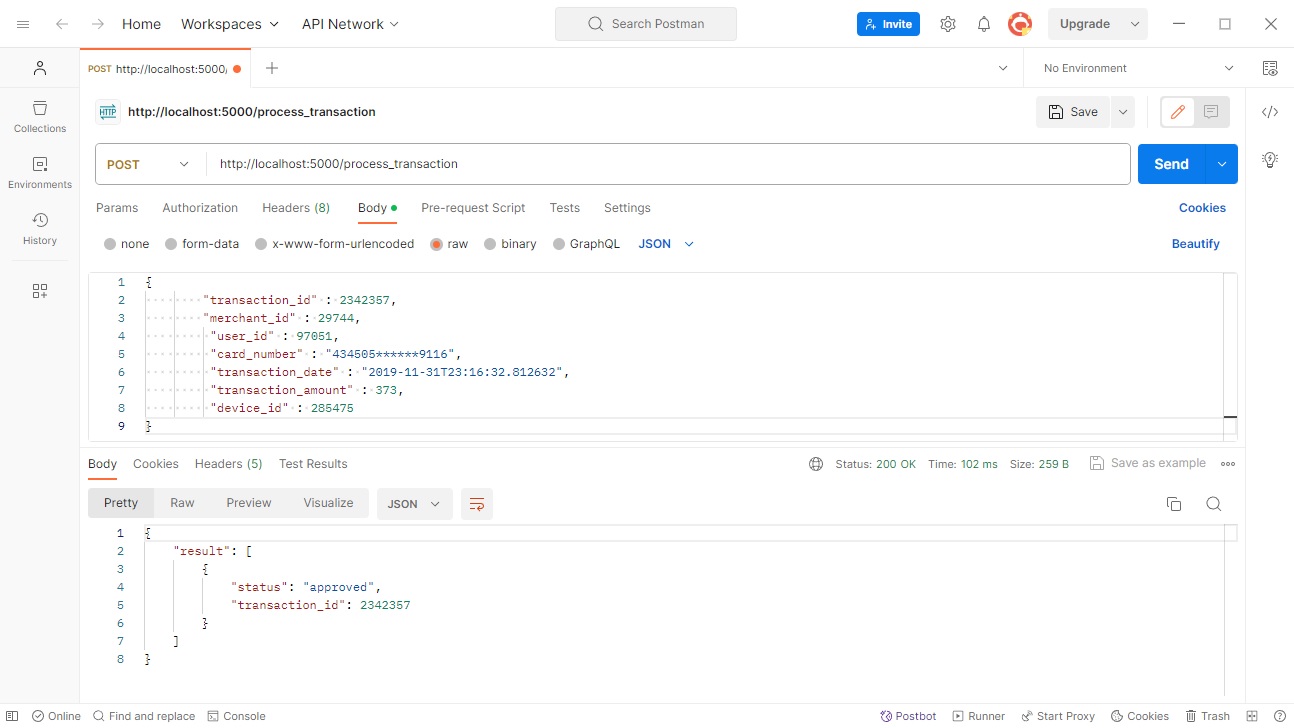 Home Workspaces API Network Search Postman Invite Upgrade
POST http://localhost:5000/ No Environment
HTTP http://localhost:5000/process_transaction Save
POST http://localhost:5000/process_transaction Send
Params Authorization Headers (8) Body Pre-request Script Tests Settings Cookies
none form-data x-www-form-urlencoded raw binary GraphQL JSON Beautify
Collections
Environments
History
1 {
2 "transaction_id" : 2342357,
3 "merchant_id" : 29744,
4 "user_id" : 97051,
5 "card_number" : "434505******9116",
6 "transaction_date" : "2019-11-31T23:16:32.812632",
7 "transaction_amount" : 373,
8 "device_id" : 285475
9 }
Body Cookies Headers (5) Test Results Status: 200 OK Time: 102 ms Size: 259 B Save as example
Pretty Raw Preview Visualize JSON
1 {
2 "result": [
3 {
4 "status": "approved",
5 "transaction_id": 2342357
6 }
7 ]
8 }
Online Find and replace Console Postbot Runner Start Proxy Cookies Trash